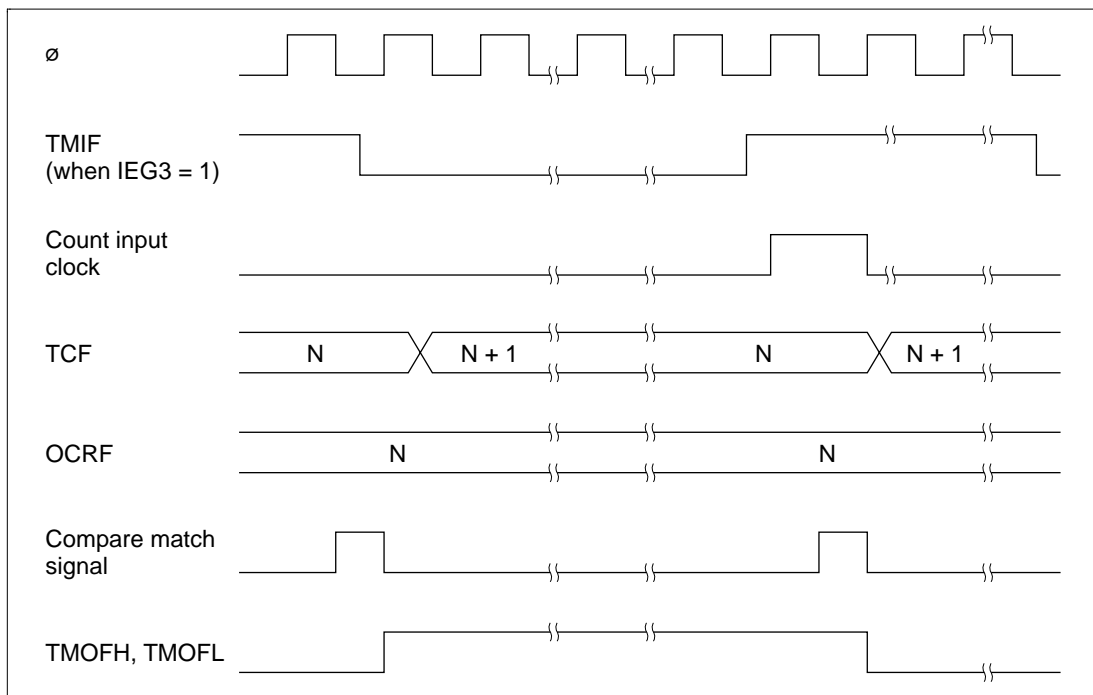 ø
TMIF
(when IEG3 = 1)
Count input
clock
TCF
N
N + 1
N
N + 1
OCRF
N
N
Compare match
signal
TMOFH, TMOFL